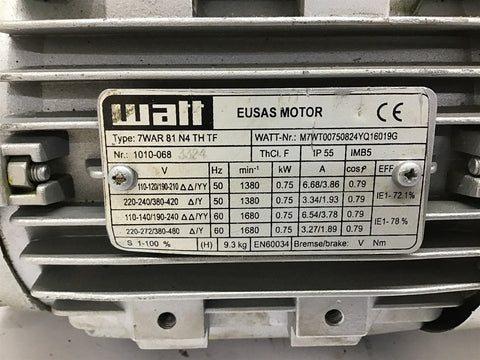 watt EUSAS MOTOR CE
Type: 7WAR 81 N4 TH TF WATT-Nr.: M7WT00750824YQ16019G
Nr.: 1010-068 3324 ThCl. F IP 55 IMB5
V Hz min⁻¹ kW A cosφ EFF
110-120/190-210 ΔΔ/YY 50 1380 0.75 6.68/3.86 0.79 IE1- 72.1%
220-240/380-420 Δ/Y 50 1380 0.75 3.34/1.93 0.79
110-140/190-240 ΔΔ/YY 60 1680 0.75 6.54/3.78 0.79 IE1- 78 %
220-272/380-480 Δ/Y 60 1680 0.75 3.27/1.89 0.79
S 1-100 % (H) 9.3 kg EN60034 Bremse/brake: V Nm